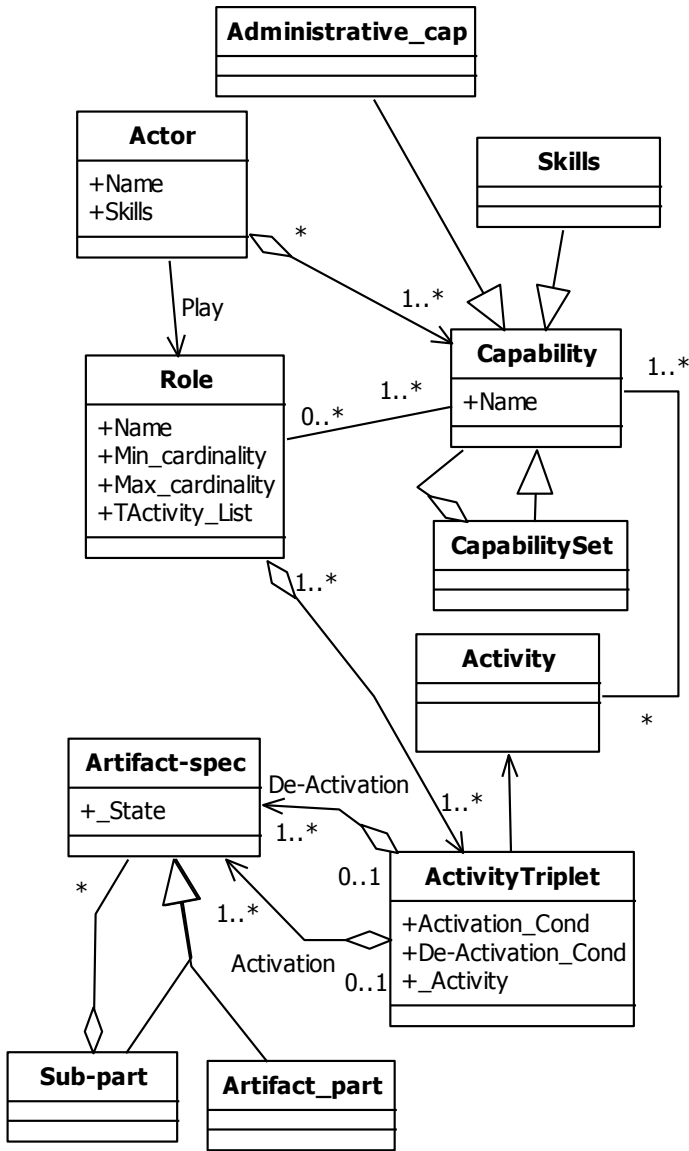 Administrative_cap
Actor
+Name
+Skills
Skills
*
1..*
Play
Capability
+Name
1..*
Role
+Name
+Min_cardinality
+Max_cardinality
+TActivity_List
0..*
1..*
CapabilitySet
1..*
Activity
*
Artifact-spec
+_State
De-Activation
1..*
1..*
0..1
ActivityTriplet
+Activation_Cond
+De-Activation_Cond
+_Activity
*
1..*
Activation
0..1
Sub-part
Artifact_part